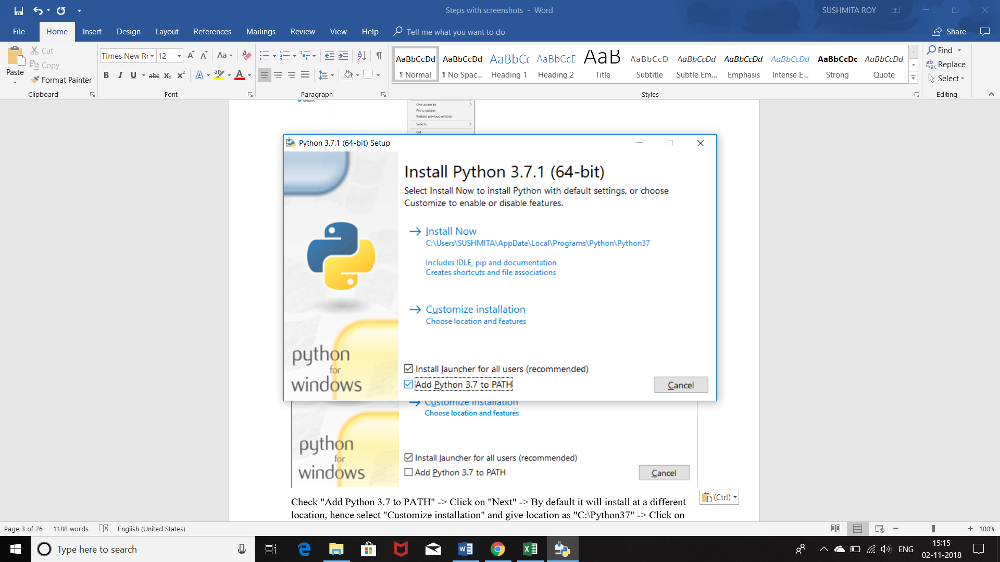 Steps with screenshots - Word
SUSHMITA ROY
File Home Insert Design Layout References Mailings Review View Help Tell me what you want to do
Share
Paste
Cut
Copy
Format Painter
Clipboard
Times New Ro
12
Aa
B I U abc X₂ X² A ab A
Font
Paragraph
AaBbCcDd AaBbCcDd AaBbCc AaBbCcD AaB AaBbCcD AaBbCcDd AaBbCcDd AaBbCcDd AaBbCcDc AaBbCcDd
¶ Normal ¶ No Spac... Heading 1 Heading 2 Title Subtitle Subtle Em... Emphasis Intense E... Strong Quote
Styles
Find
Replace
Select
Editing
Network
Give access to
Pin to taskbar
Restore previous versions
Send to
Cut
Python 3.7.1 (64-bit) Setup
Install Python 3.7.1 (64-bit)
Select Install Now to install Python with default settings, or choose
Customize to enable or disable features.
Install Now
C:\Users\SUSHMITA\AppData\Local\Programs\Python\Python37
Includes IDLE, pip and documentation
Creates shortcuts and file associations
Customize installation
Choose location and features
python
for
windows
Install launcher for all users (recommended)
Add Python 3.7 to PATH
Cancel
Customize installation
Choose location and features
python
for
windows
Install launcher for all users (recommended)
Add Python 3.7 to PATH
Cancel
(Ctrl)
Check "Add Python 3.7 to PATH" -> Click on "Next" -> By default it will install at a different
location, hence select "Customize installation" and give location as "C:\Python37" -> Click on
Page 3 of 26 1188 words English (United States)
100%
Type here to search
ENG
15:15
02-11-2018